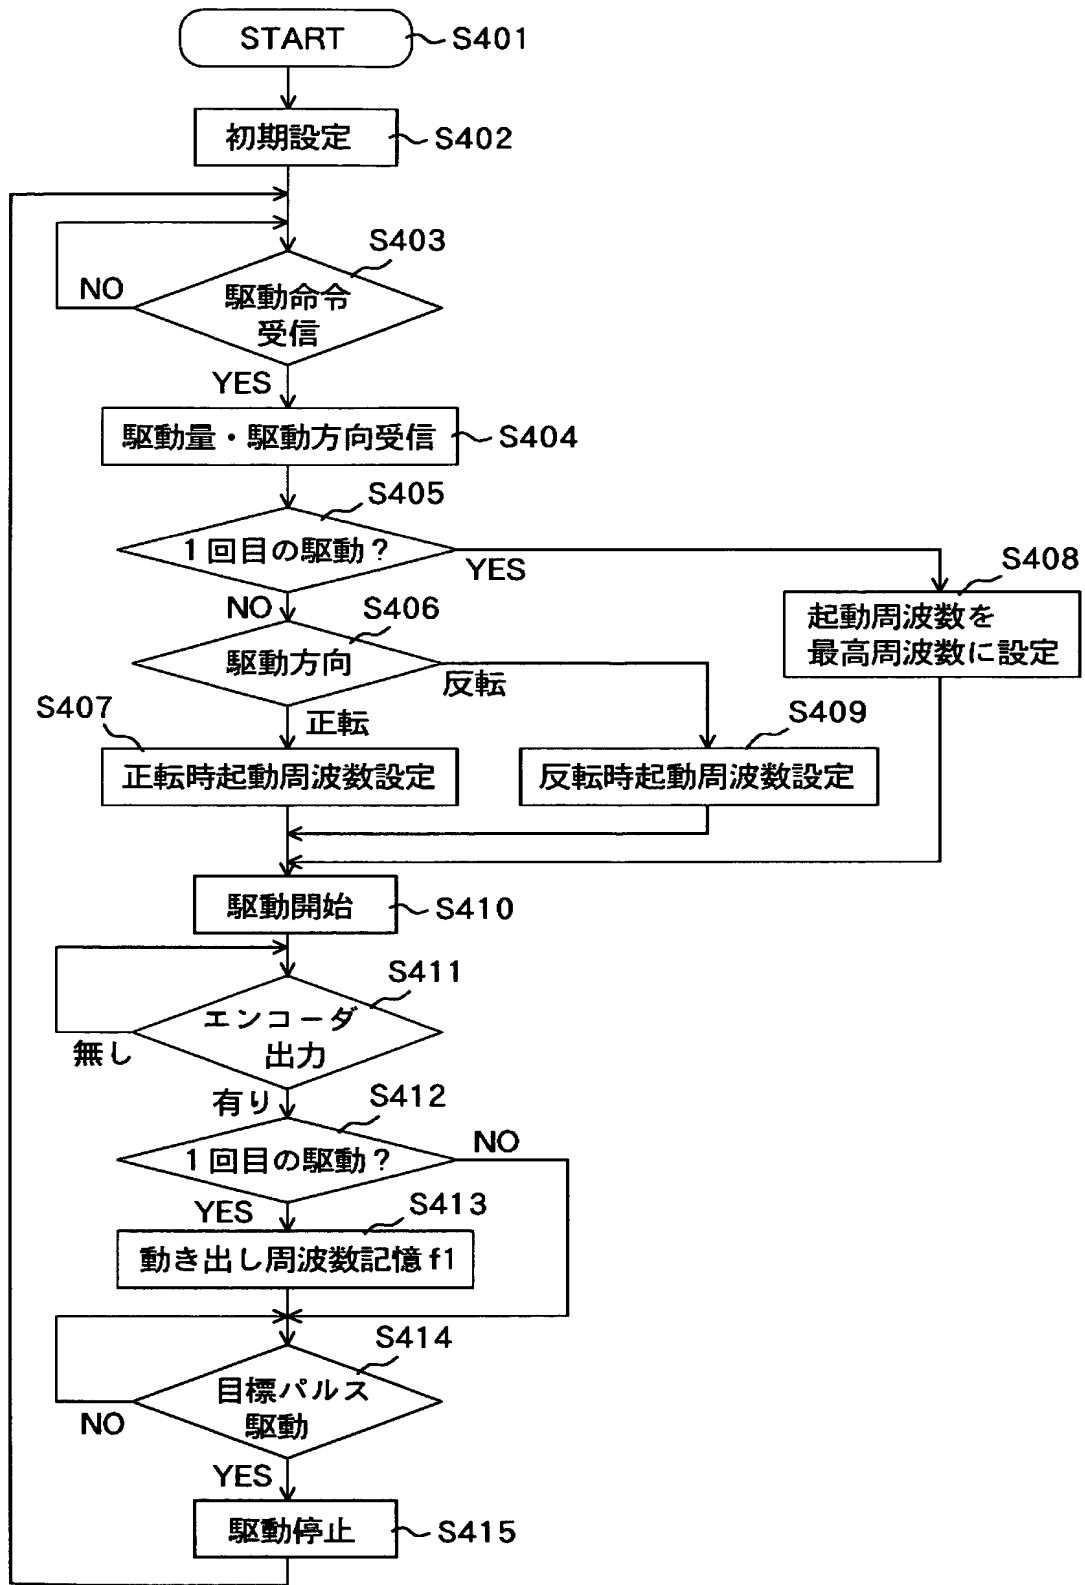 START
S401
初期設定
S402
S403
NO
駆動命令
受信
YES
駆動量・駆動方向受信
S404
S405
1回目の駆動？
YES
S408
起動周波数を
最高周波数に設定
NO
S406
駆動方向
反転
S407
正転
正転時起動周波数設定
S409
反転時起動周波数設定
駆動開始
S410
S411
エンコーダ
出力
無し
有り
S412
1回目の駆動？
NO
YES
S413
動き出し周波数記憶f1
S414
目標パルス
駆動
NO
YES
駆動停止
S415